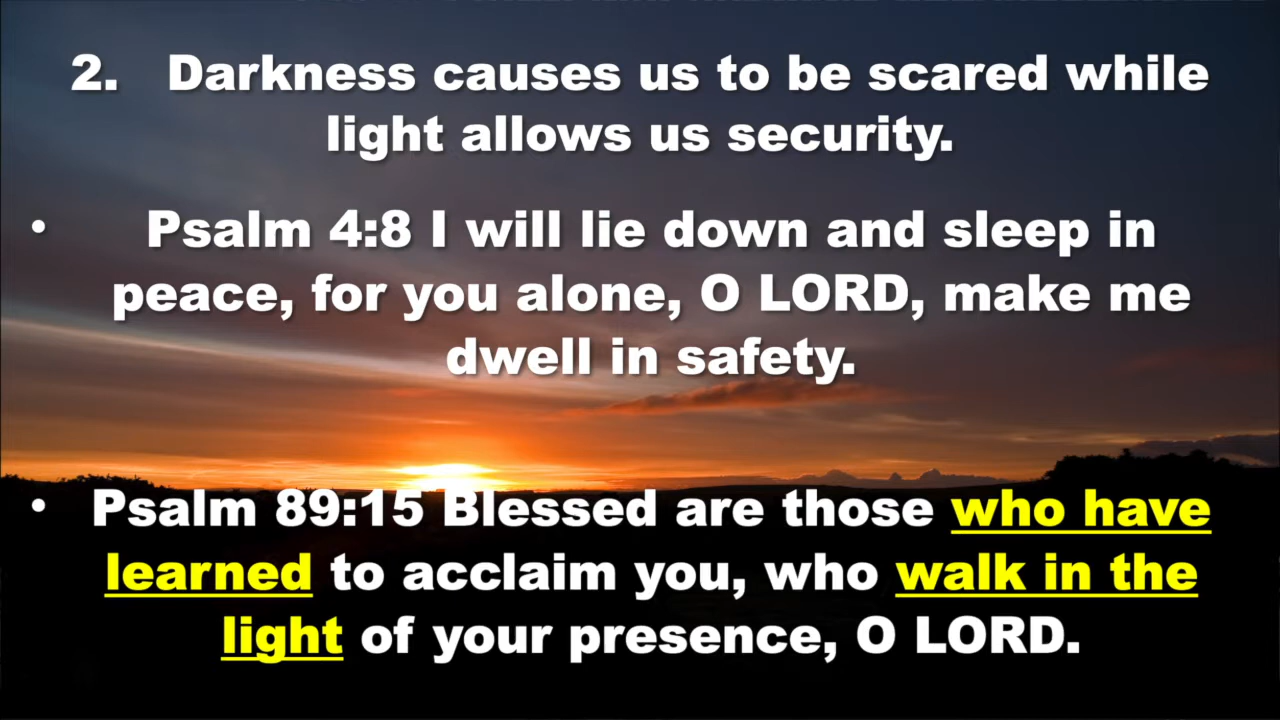 2. Darkness causes us to be scared while
light allows us security.
• Psalm 4:8 I will lie down and sleep in
peace, for you alone, O LORD, make me
dwell in safety.
• Psalm 89:15 Blessed are those who have
learned to acclaim you, who walk in the
light of your presence, O LORD.